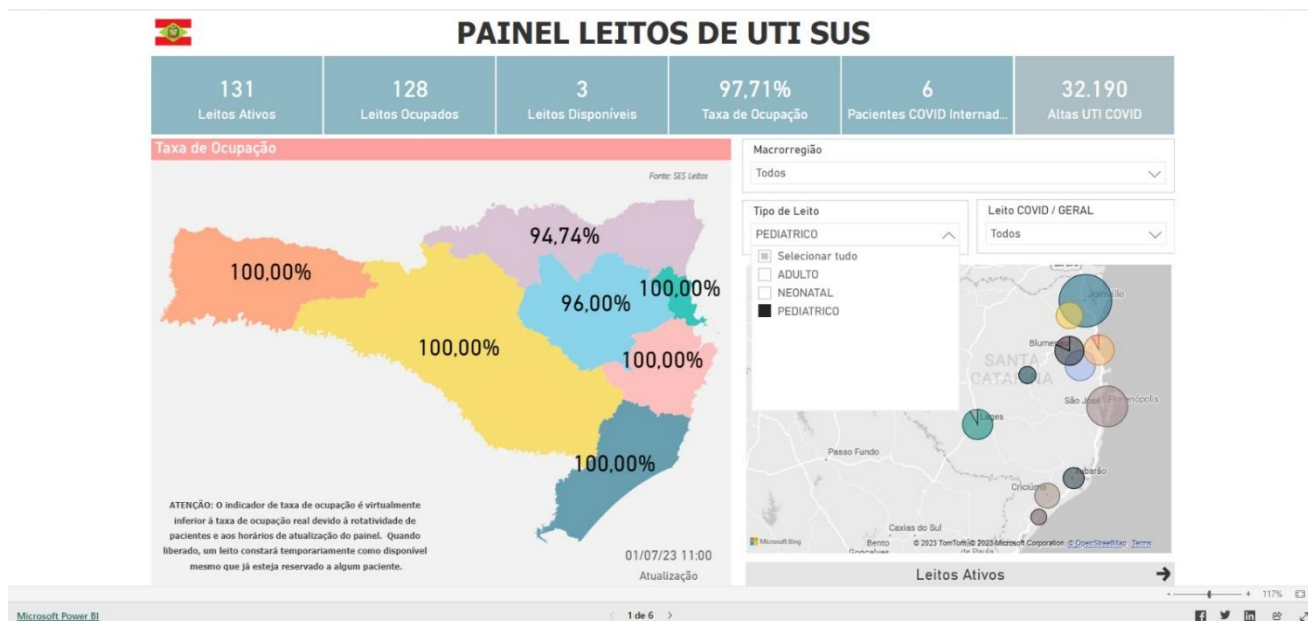 PAINEL LEITOS DE UTI SUS
131
Leitos Ativos
128
Leitos Ocupados
3
Leitos Disponíveis
97,71%
Taxa de Ocupação
6
Pacientes COVID Internad...
32.190
Altas UTI COVID
Taxa de Ocupação
Fonte: SES Leitos
94,74%
100,00%
100,00%
96,00%
100,00%
100,00%
100,00%
ATENÇÃO: O indicador de taxa de ocupação é virtualmente
inferior à taxa de ocupação real devido à rotatividade de
pacientes e aos horários de atualização do painel. Quando
liberado, um leito constará temporariamente como disponível
mesmo que já esteja reservado a algum paciente.
01/07/23 11:00
Atualização
Macrorregião
Todos
Tipo de Leito
PEDIATRICO
Selecionar tudo
ADULTO
NEONATAL
PEDIATRICO
Leito COVID / GERAL
Todos
Joinville
Blumenau
SANTA
CATARINA
São José
Florianópolis
Lages
Passo Fundo
Tubarão
Criciúma
Caxias do Sul
Bento
Gonçalves
de Paula
Microsoft Bing
© 2023 TomTom, © 2023 Microsoft Corporation, © OpenStreetMap Terms
Leitos Ativos
- + 117%
Microsoft Power BI
1 de 6